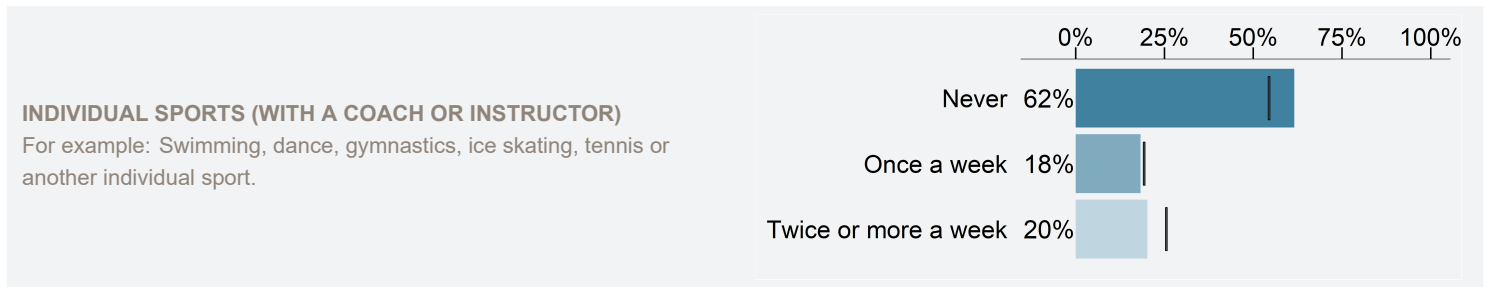 INDIVIDUAL SPORTS (WITH A COACH OR INSTRUCTOR)
For example: Swimming, dance, gymnastics, ice skating, tennis or
another individual sport.
0% 25% 50% 75% 100%
Never 62%
Once a week 18%
Twice or more a week 20%